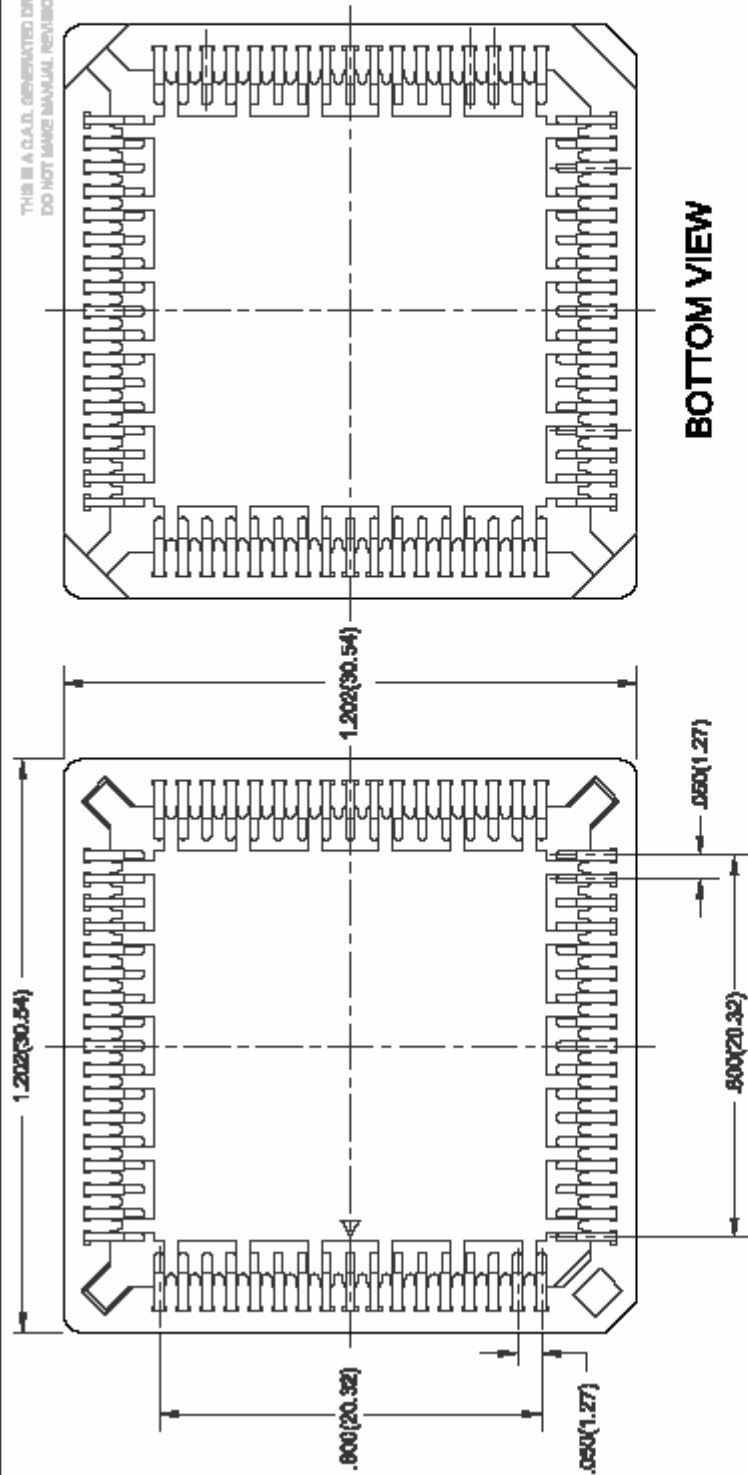 THIS IS A C.A.D. GENERATED
DO NOT MAKE MANUAL
1.202(30.54)
1.202(30.54)
.800(20.32)
.050(1.27)
.050(1.27)
.800(20.32)
BOTTOM VIEW